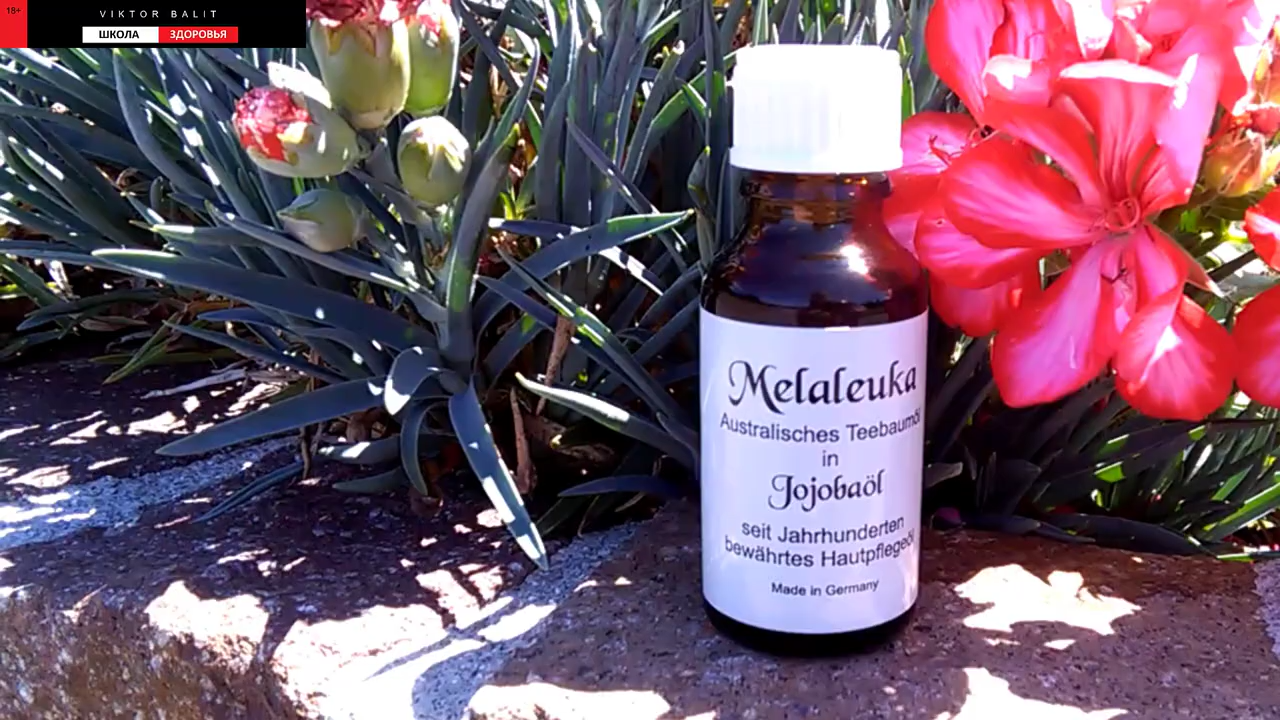 18+
VIKTOR BALIT
ШКОЛА ЗДОРОВЬЯ
Melaleuka
Australisches Teebaumöl
in
Jojobaöl
seit Jahrhunderten
bewährtes Hautpflegeöl
Made in Germany